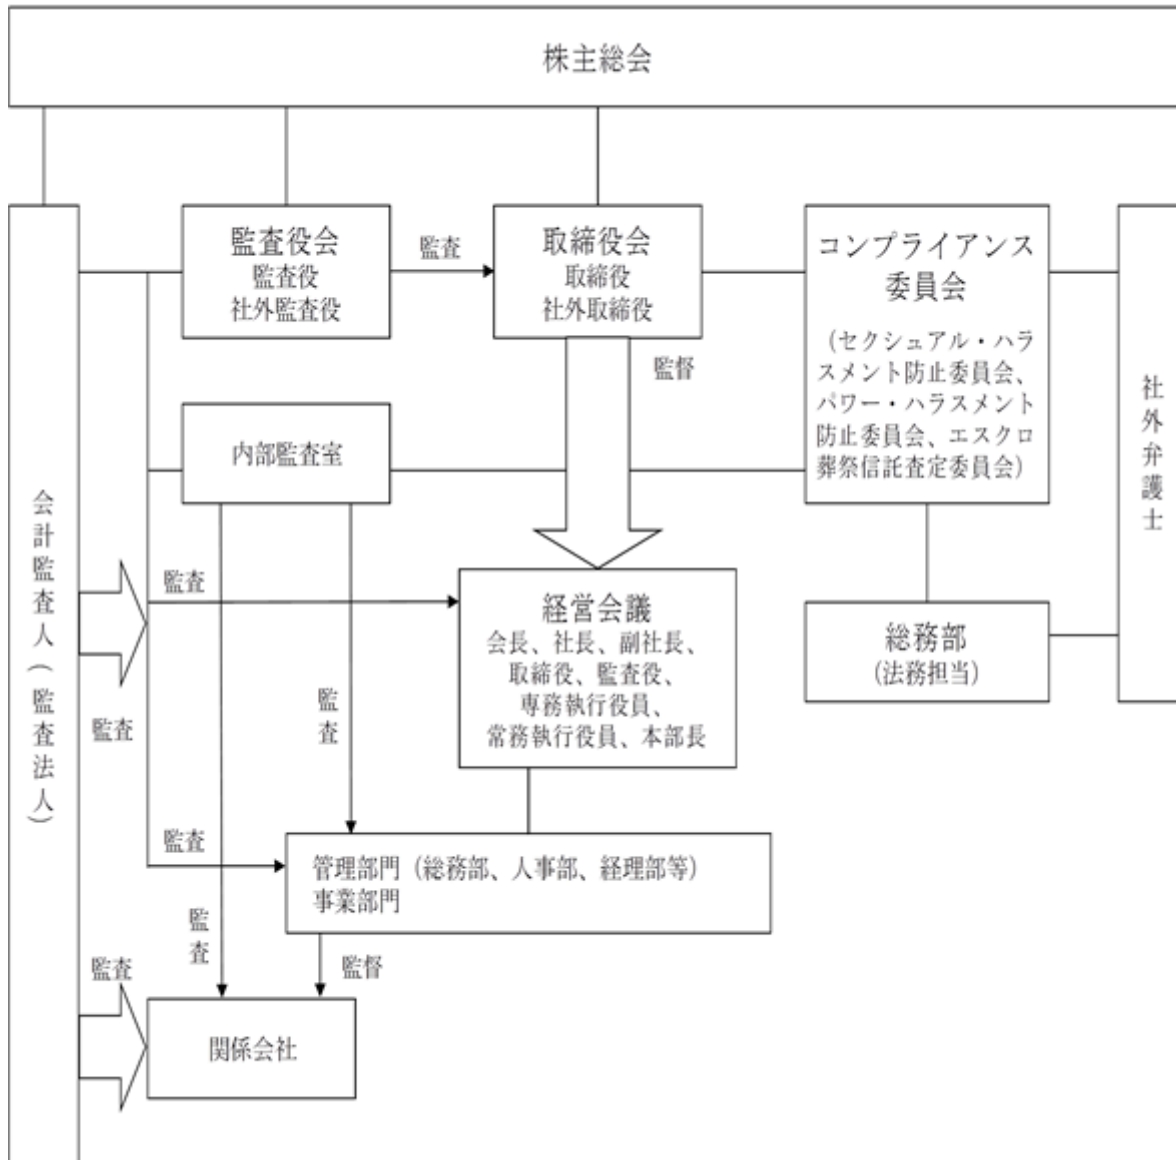 株主総会
監査役会
監査役
社外監査役
監査
取締役会
取締役
社外取締役
監督
コンプライアンス
委員会
（セクシュアル・ハラ
スメント防止委員会、
パワー・ハラスメント
防止委員会、エスクロ
葬祭信託査定委員会）
社外弁護士
内部監査室
会計監査人（監査法人）
監査
監査
経営会議
会長、社長、副社長、
取締役、監査役、
専務執行役員、
常務執行役員、本部長
総務部
(法務担当)
監査
監査
管理部門（総務部、人事部、経理部等）
事業部門
監査
監査
監督
関係会社